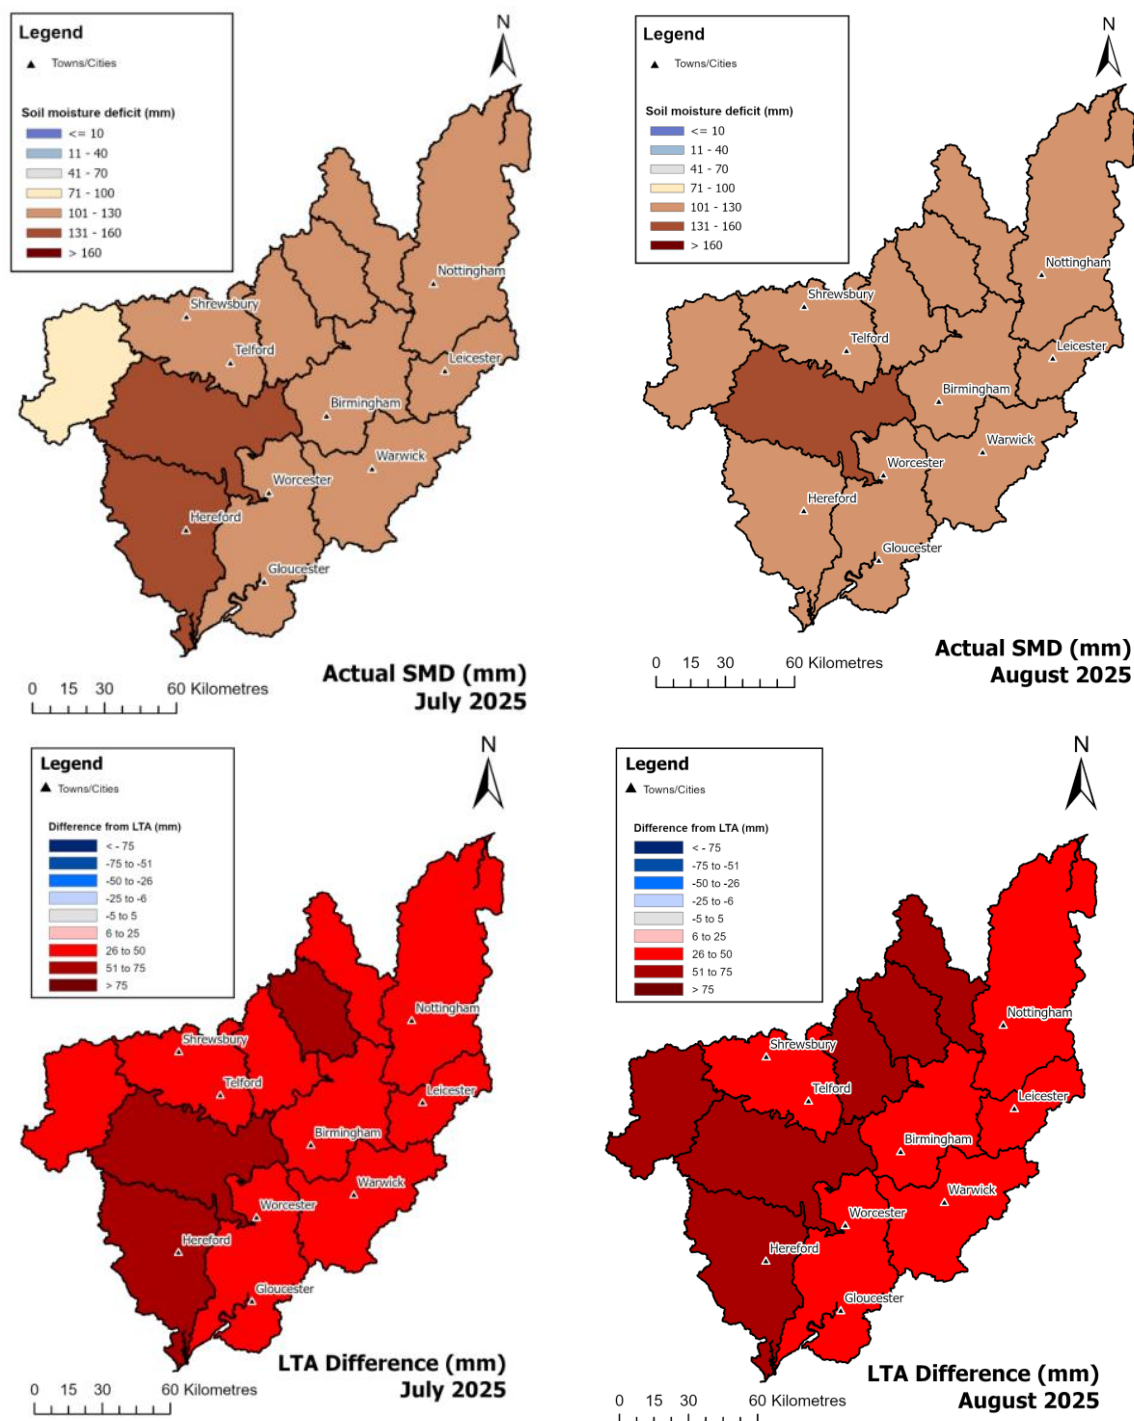 Legend
Towns/Cities
Soil moisture deficit (mm)
<= 10
11 - 40
41 - 70
71 - 100
101 - 130
131 - 160
> 160
N
Nottingham
Shrewsbury
Telford
Leicester
Birmingham
Warwick
Worcester
Hereford
Gloucester
Actual SMD (mm)
July 2025
0 15 30 60 Kilometres
Legend
Towns/Cities
Soil moisture deficit (mm)
<= 10
11 - 40
41 - 70
71 - 100
101 - 130
131 - 160
> 160
N
Nottingham
Shrewsbury
Telford
Leicester
Birmingham
Warwick
Worcester
Hereford
Gloucester
Actual SMD (mm)
August 2025
0 15 30 60 Kilometres
Legend
Towns/Cities
Difference from LTA (mm)
< - 75
-75 to -51
-50 to -26
-25 to -6
-5 to 5
6 to 25
26 to 50
51 to 75
> 75
N
Nottingham
Shrewsbury
Telford
Leicester
Birmingham
Warwick
Worcester
Hereford
Gloucester
LTA Difference (mm)
July 2025
0 15 30 60 Kilometres
Legend
Towns/Cities
Difference from LTA (mm)
< - 75
-75 to -51
-50 to -26
-25 to -6
-5 to 5
6 to 25
26 to 50
51 to 75
> 75
N
Nottingham
Shrewsbury
Telford
Leicester
Birmingham
Warwick
Worcester
Hereford
Gloucester
LTA Difference (mm)
August 2025
0 15 30 60 Kilometres